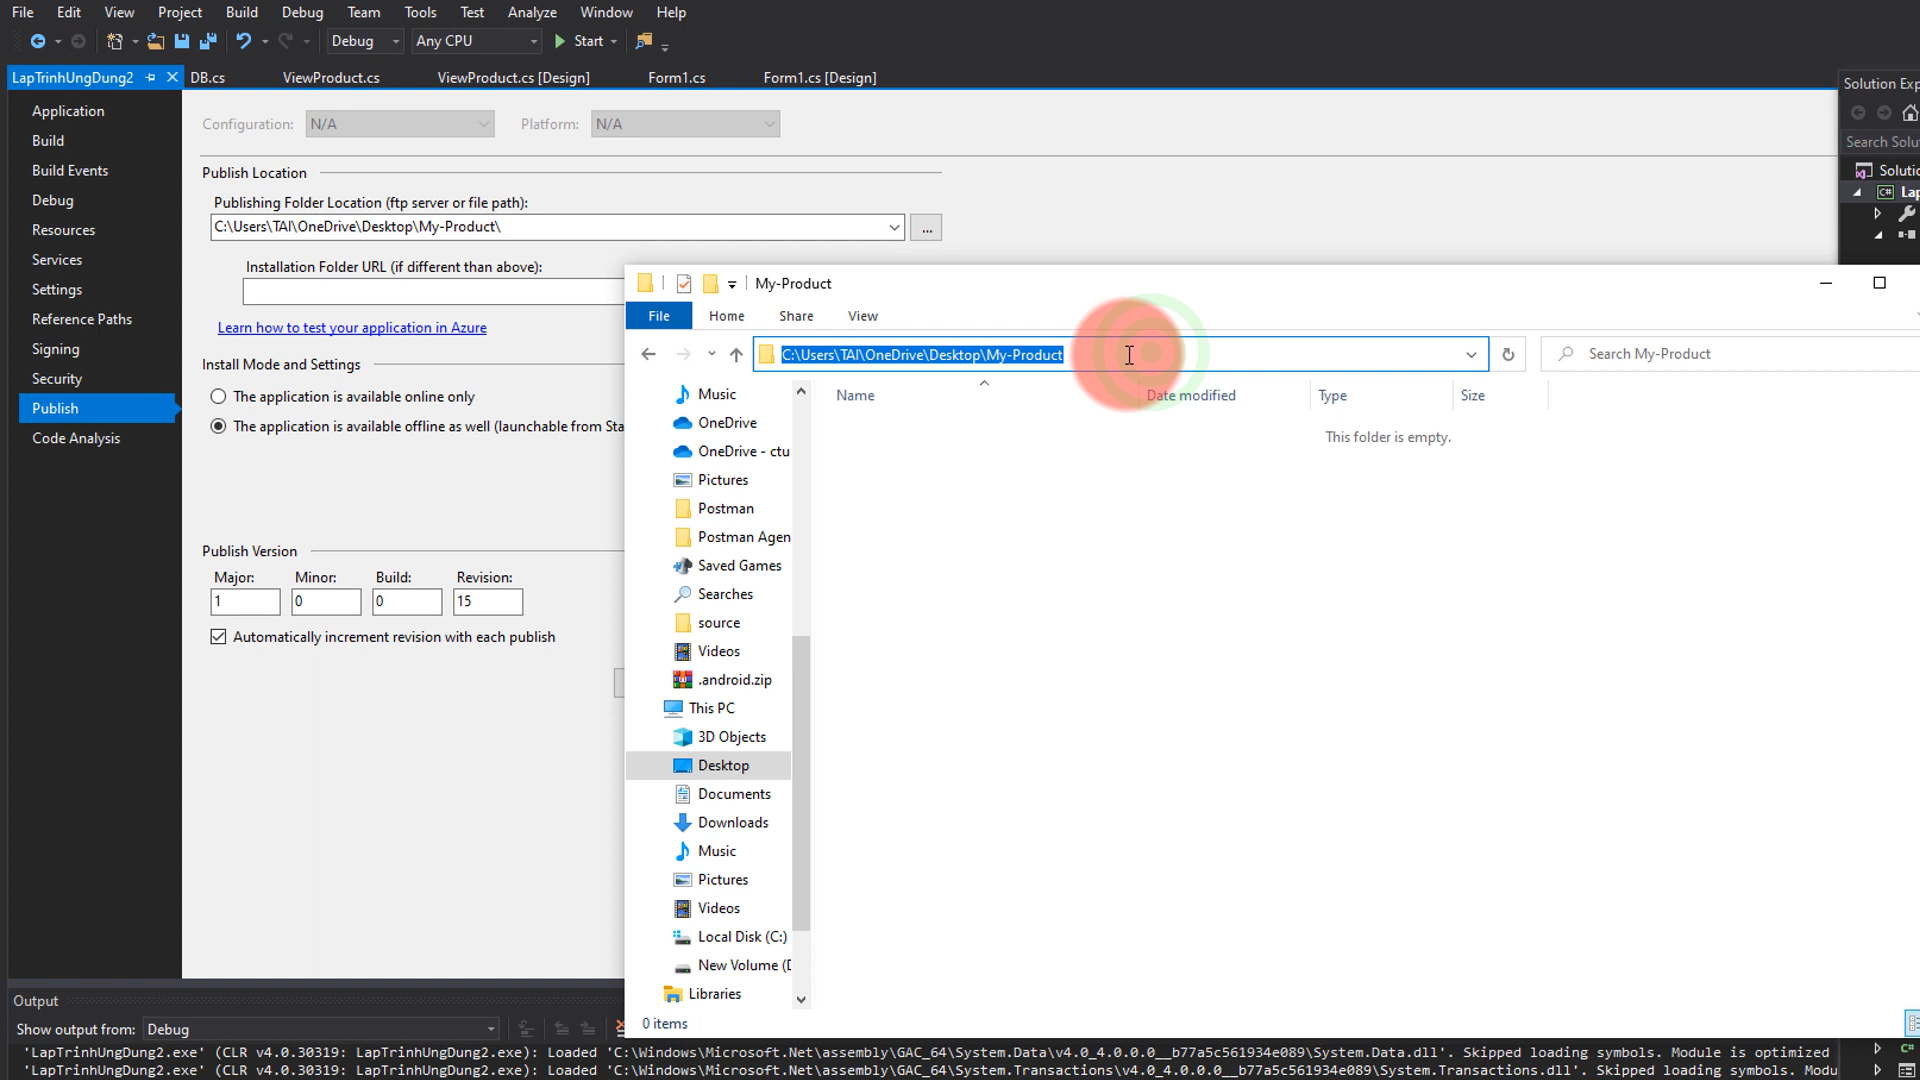 File Edit View Project Build Debug Team Tools Test Analyze Window Help
Debug Any CPU Start
LapTrinhUngDung2 DB.cs ViewProduct.cs ViewProduct.cs [Design] Form1.cs Form1.cs [Design]
Solution Exp
Search Solu
Solutio
Lap
Application
Build
Build Events
Debug
Resources
Services
Settings
Reference Paths
Signing
Security
Publish
Code Analysis
Configuration: N/A Platform: N/A
Publish Location
Publishing Folder Location (ftp server or file path):
C:\Users\TAI\OneDrive\Desktop\My-Product\
...
Installation Folder URL (if different than above):
Learn how to test your application in Azure
Install Mode and Settings
The application is available online only
The application is available offline as well (launchable from Sta
Publish Version
Major: Minor: Build: Revision:
1 0 0 15
Automatically increment revision with each publish
My-Product
File Home Share View
C:\Users\TAI\OneDrive\Desktop\My-Product
Search My-Product
Name Date modified Type Size
This folder is empty.
Music
OneDrive
OneDrive - ctu
Pictures
Postman
Postman Agen
Saved Games
Searches
source
Videos
.android.zip
This PC
3D Objects
Desktop
Documents
Downloads
Music
Pictures
Videos
Local Disk (C:)
New Volume (D
Libraries
0 items
Output
Show output from: Debug
'LapTrinhUngDung2.exe' (CLR v4.0.30319: LapTrinhUngDung2.exe): Loaded 'C:\Windows\Microsoft.Net\assembly\GAC_64\System.Data\v4.0_4.0.0.0__b77a5c561934e089\System.Data.dll'. Skipped loading symbols. Module is optimized
'LapTrinhUngDung2.exe' (CLR v4.0.30319: LapTrinhUngDung2.exe): Loaded 'C:\Windows\Microsoft.Net\assembly\GAC_64\System.Transactions\v4.0_4.0.0.0__b77a5c561934e089\System.Transactions.dll'. Skipped loading symbols. Modu